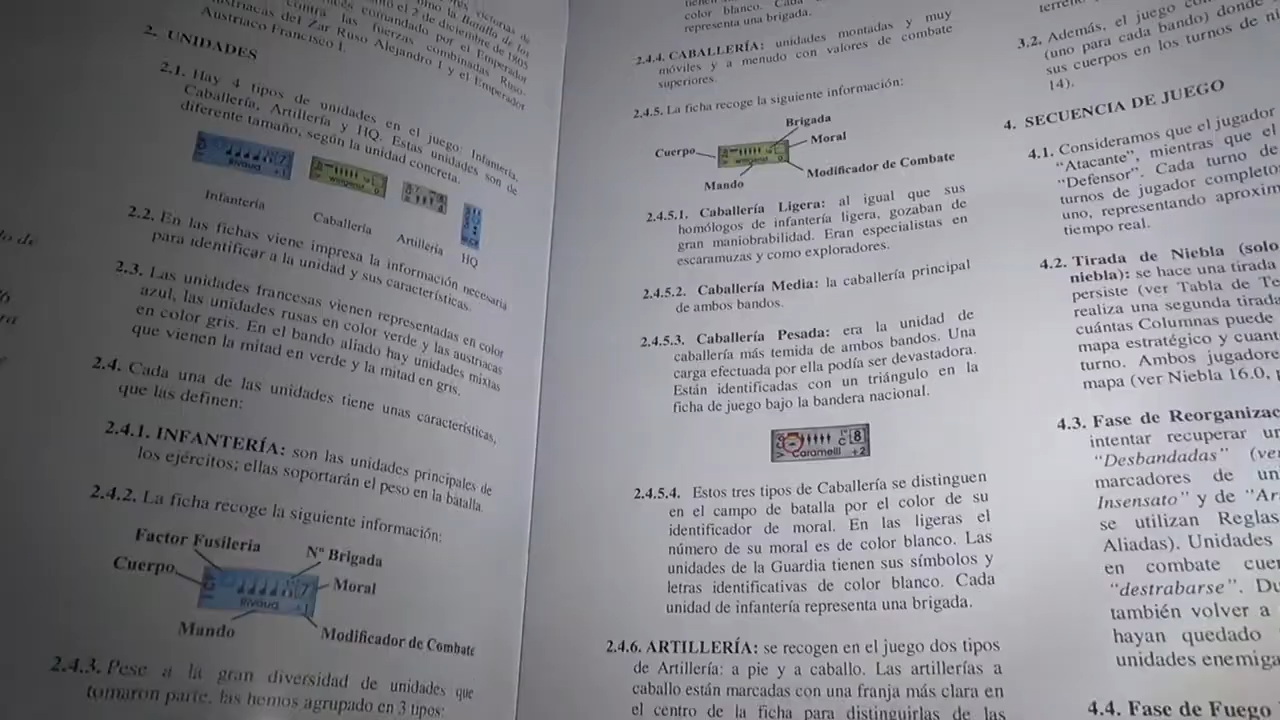 tó el 2 de diciembre de 1805
comandado por el Emperador
contra las fuerzas combinadas Ruso-
Austriacas del Zar Ruso Alejandro I y el Emperador
Austriaco Francisco I.
2. UNIDADES
2.1. Hay 4 tipos de unidades en el juego: Infantería,
Caballería, Artillería y HQ. Estas unidades son de
diferente tamaño, según la unidad concreta.
Rivaud +1
Infantería
Caballería
Artillería
HQ
2.2. En las fichas viene impresa la información necesaria
para identificar a la unidad y sus características.
2.3. Las unidades francesas vienen representadas en color
azul, las unidades rusas en color verde y las austriacas
en color gris. En el bando aliado hay unidades mixtas
que vienen la mitad en verde y la mitad en gris.
2.4. Cada una de las unidades tiene unas características,
que las definen:
2.4.1. INFANTERÍA: son las unidades principales de
los ejércitos; ellas soportarán el peso en la batalla.
2.4.2. La ficha recoge la siguiente información:
Factor Fusileria
Nº Brigada
Cuerpo
Moral
7
Rivaud +1
Mando
Modificador de Combate
2.4.3. Pese a la gran diversidad de unidades que
tomaron parte, las hemos agrupado en 3 tipos:
color blanco. Cada
representa una brigada.
2.4.4. CABALLERÍA: unidades montadas y muy
móviles y a menudo con valores de combate
superiores.
2.4.5. La ficha recoge la siguiente información:
Brigada
Cuerpo
Moral
Mando
Modificador de Combate
2.4.5.1. Caballería Ligera: al igual que sus
homólogos de infantería ligera, gozaban de
gran maniobrabilidad. Eran especialistas en
escaramuzas y como exploradores.
2.4.5.2. Caballería Media: la caballería principal
de ambos bandos.
2.4.5.3. Caballería Pesada: era la unidad de
caballería más temida de ambos bandos. Una
carga efectuada por ella podía ser devastadora.
Están identificadas con un triángulo en la
ficha de juego bajo la bandera nacional.
C 8
Caramelli +2
2.4.5.4. Estos tres tipos de Caballería se distinguen
en el campo de batalla por el color de su
identificador de moral. En las ligeras el
número de su moral es de color blanco. Las
unidades de la Guardia tienen sus símbolos y
letras identificativas de color blanco. Cada
unidad de infantería representa una brigada.
2.4.6. ARTILLERÍA: se recogen en el juego dos tipos
de Artillería: a pie y a caballo. Las artillerías a
caballo están marcadas con una franja más clara en
el centro de la ficha para distinguirlas de las
3.2. Además, el juego
(uno para cada bando) donde
sus cuerpos en los turnos de
14).
4. SECUENCIA DE JUEGO
4.1. Consideramos que el jugador
"Atacante", mientras que el
"Defensor". Cada turno de
turnos de jugador
uno, representando
tiempo real.
4.2. Tirada de Niebla (solo
niebla): se hace una tirada
persiste (ver Tabla de
realiza una segunda tirada
cuántas Columnas puede
mapa estratégico y
turno. Ambos
mapa (ver Niebla 16.0,
4.3. Fase de
intentar recuperar
"Desbandadas" (ver
marcadores de
Insensato" y de
se utilizan Reglas
Aliadas). Unidades
en combate
"destrabarse".
también volver a
hayan quedado
unidades
4.4. Fase de Fuego